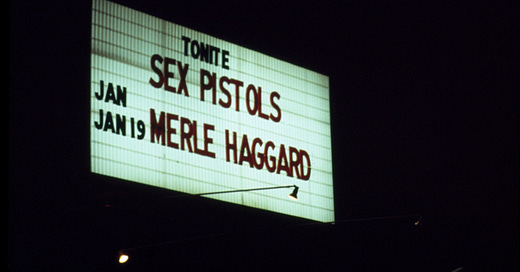 TONITE
SEX PISTOLS
JAN
JAN 19 MERLE HAGGARD